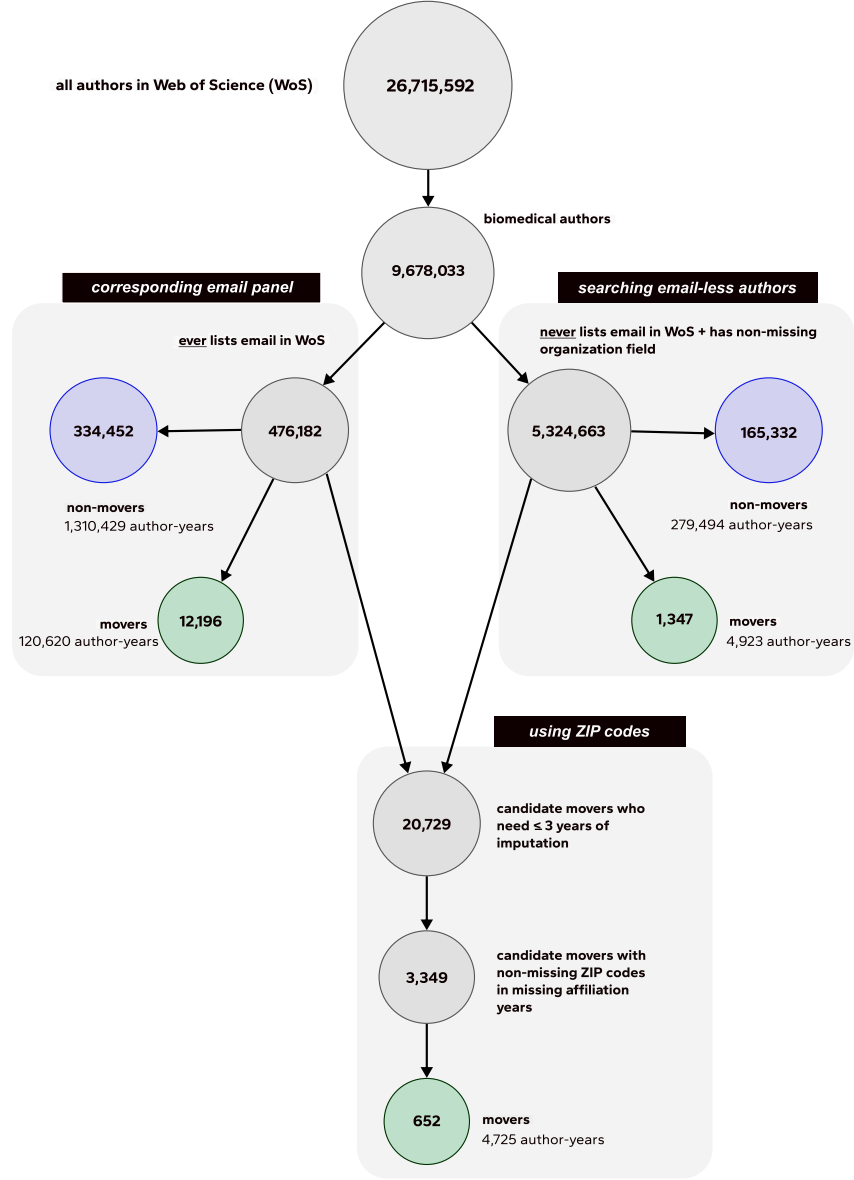 all authors in Web of Science (WoS)
26,715,592
biomedical authors
9,678,033
corresponding email panel
ever lists email in WoS
334,452
476,182
non-movers
1,310,429 author-years
12,196
movers
120,620 author-years
searching email-less authors
never lists email in WoS + has non-missing
organization field
5,324,663
165,332
non-movers
279,494 author-years
1,347
movers
4,923 author-years
using ZIP codes
20,729
candidate movers who
need ≤ 3 years of
imputation
3,349
candidate movers with
non-missing ZIP codes
in missing affiliation
years
652
movers
4,725 author-years